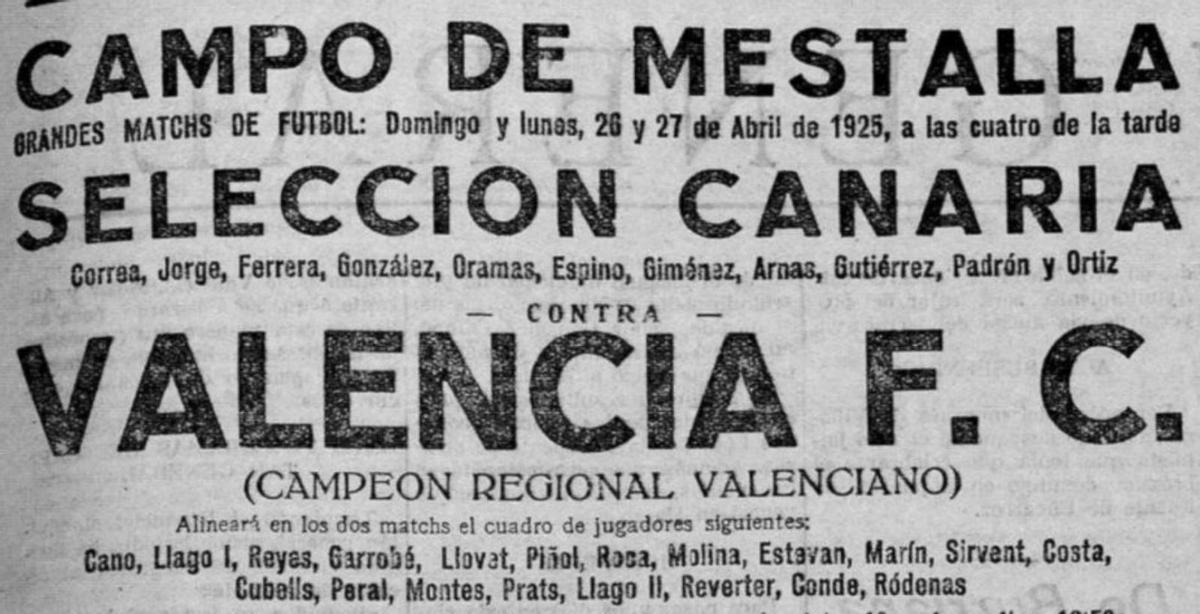 CAMPO DE MESTALLA
GRANDES MATCHS DE FUTBOL: Domingo y lunes, 26 y 27 de Abril de 1925, a las cuatro de la tarde
SELECCION CANARIA
Correa, Jorge, Ferrera, González, Oramas, Espino, Giménez, Arnas, Gutiérrez, Padrón y Ortiz
— CONTRA —
VALENCIA F. C.
(CAMPEON REGIONAL VALENCIANO)
Alineará en los dos matchs el cuadro de jugadores siguientes:
Cano, Llago I, Reyes, Garrobé, Llovet, Piñol, Roca, Molina, Estevan, Marín, Sirvent, Costa,
Cubells, Peral, Montes, Prats, Llago II, Reverter, Conde, Ródenas